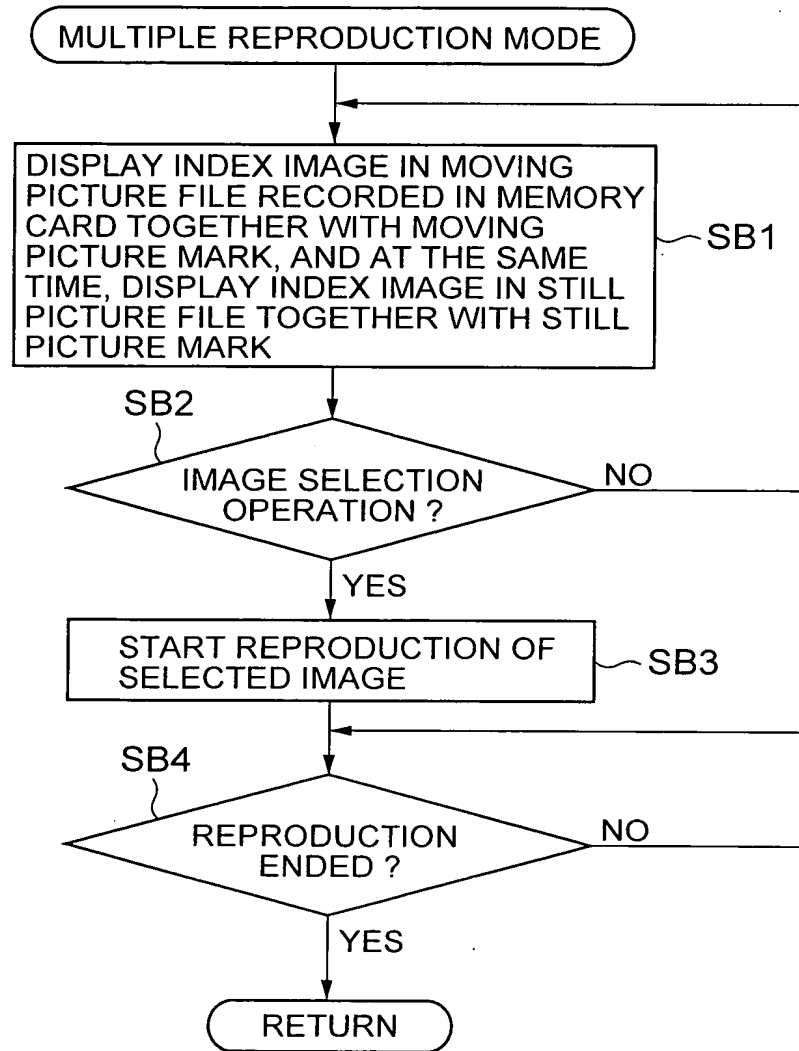 MULTIPLE REPRODUCTION MODE
DISPLAY INDEX IMAGE IN MOVING
PICTURE FILE RECORDED IN MEMORY
CARD TOGETHER WITH MOVING
PICTURE MARK, AND AT THE SAME
TIME, DISPLAY INDEX IMAGE IN STILL
PICTURE FILE TOGETHER WITH STILL
PICTURE MARK
SB1
SB2
IMAGE SELECTION
OPERATION ?
NO
YES
START REPRODUCTION OF
SELECTED IMAGE
SB3
SB4
REPRODUCTION
ENDED ?
NO
YES
RETURN